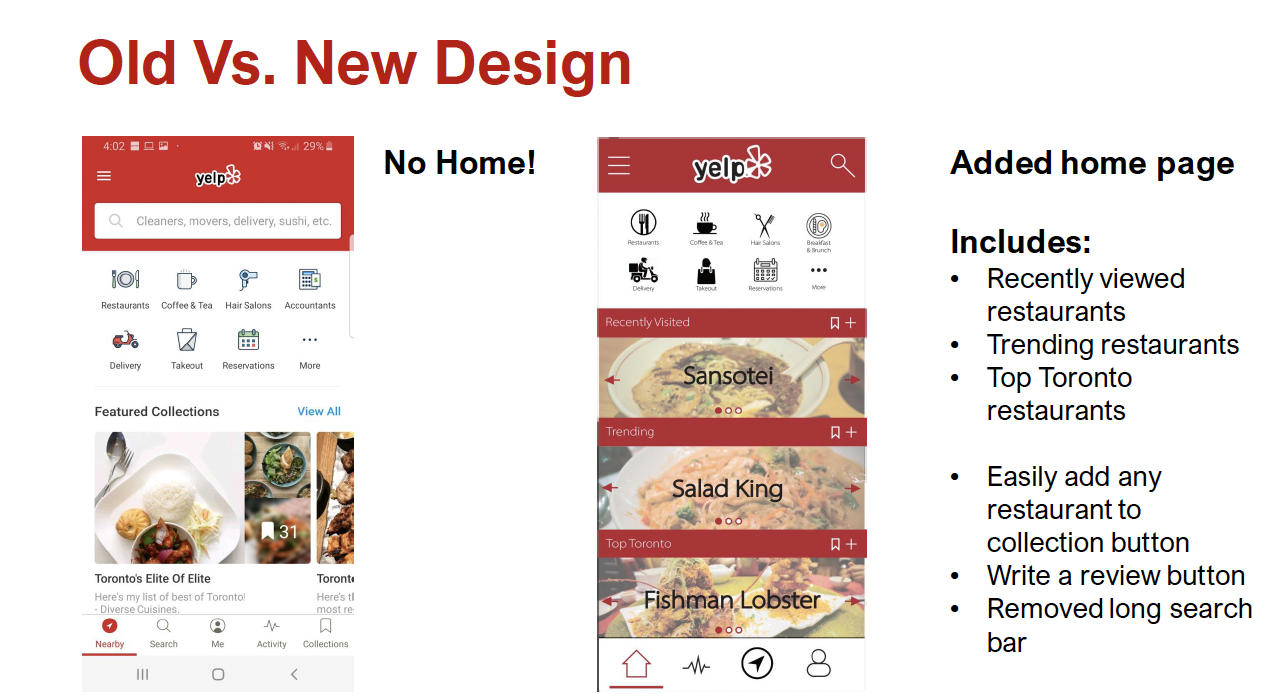 Old Vs. New Design
4:02
29%
yelp
Cleaners, movers, delivery, sushi, etc.
Restaurants
Coffee & Tea
Hair Salons
Accountants
Delivery
Takeout
Reservations
More
Featured Collections
View All
31
Toronto's Elite Of Elite
Here's my list of best of Toronto!
- Diverse Cuisines.
Toront
Here's t
most re
Nearby
Search
Me
Activity
Collections
No Home!
yelp
Restaurants
Coffee & Tea
Hair Salons
Breakfast
& Brunch
Delivery
Takeout
Reservations
More
Recently Visited
Sansotei
Trending
Salad King
Top Toronto
Fishman Lobster
Added home page
Includes:
• Recently viewed
restaurants
• Trending restaurants
• Top Toronto
restaurants
• Easily add any
restaurant to
collection button
• Write a review button
• Removed long search
bar